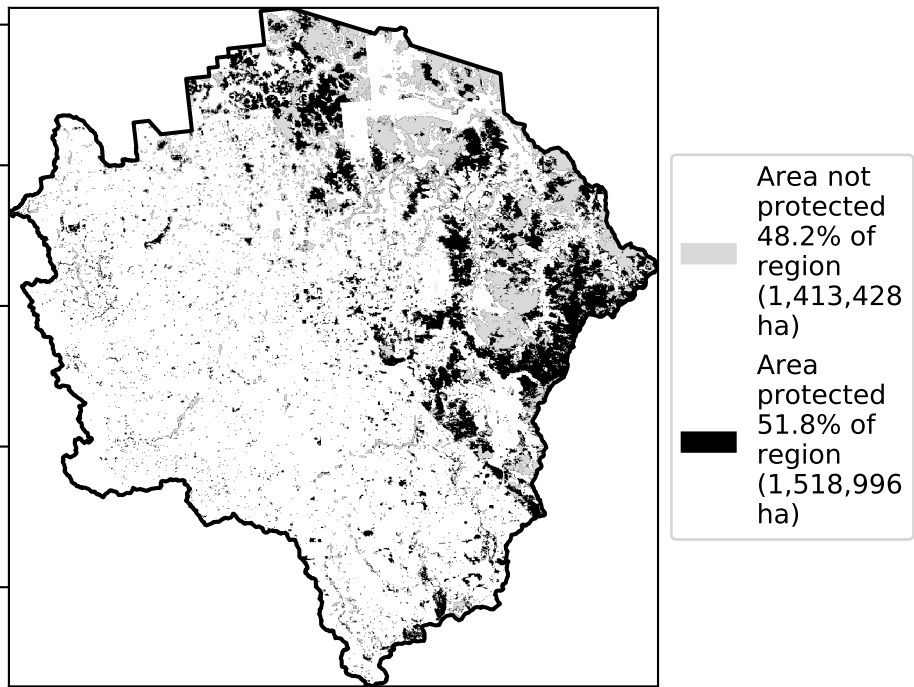 Area not
protected
48.2% of
region
(1,413,428
ha)
Area
protected
51.8% of
region
(1,518,996
ha)